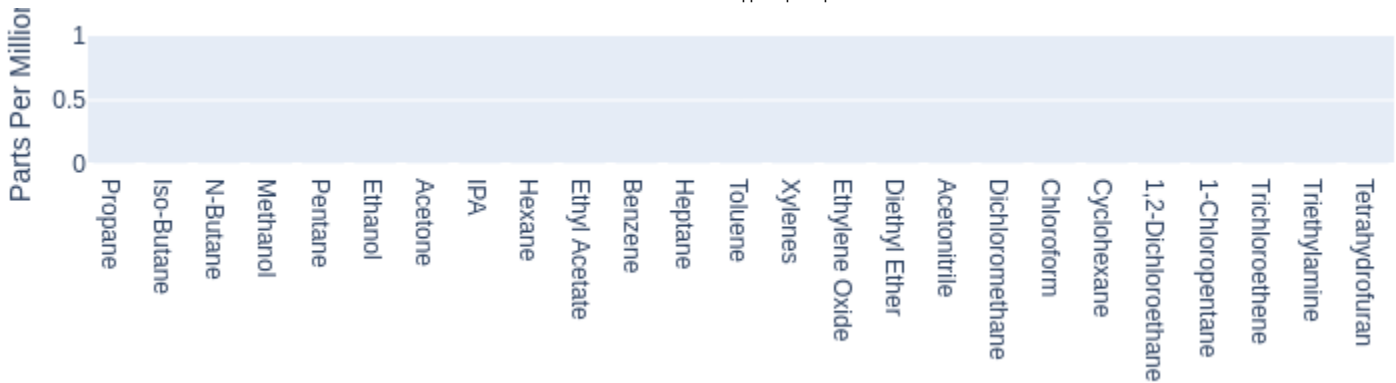 Parts Per Million
1
0.5
0
Propane
Iso-Butane
N-Butane
Methanol
Pentane
Ethanol
Acetone
IPA
Hexane
Ethyl Acetate
Benzene
Heptane
Toluene
Xylenes
Ethylene Oxide
Diethyl Ether
Acetonitrile
Dichloromethane
Chloroform
Cyclohexane
1,2-Dichloroethane
1-Chloropentane
Trichloroethene
Triethylamine
Tetrahydrofuran